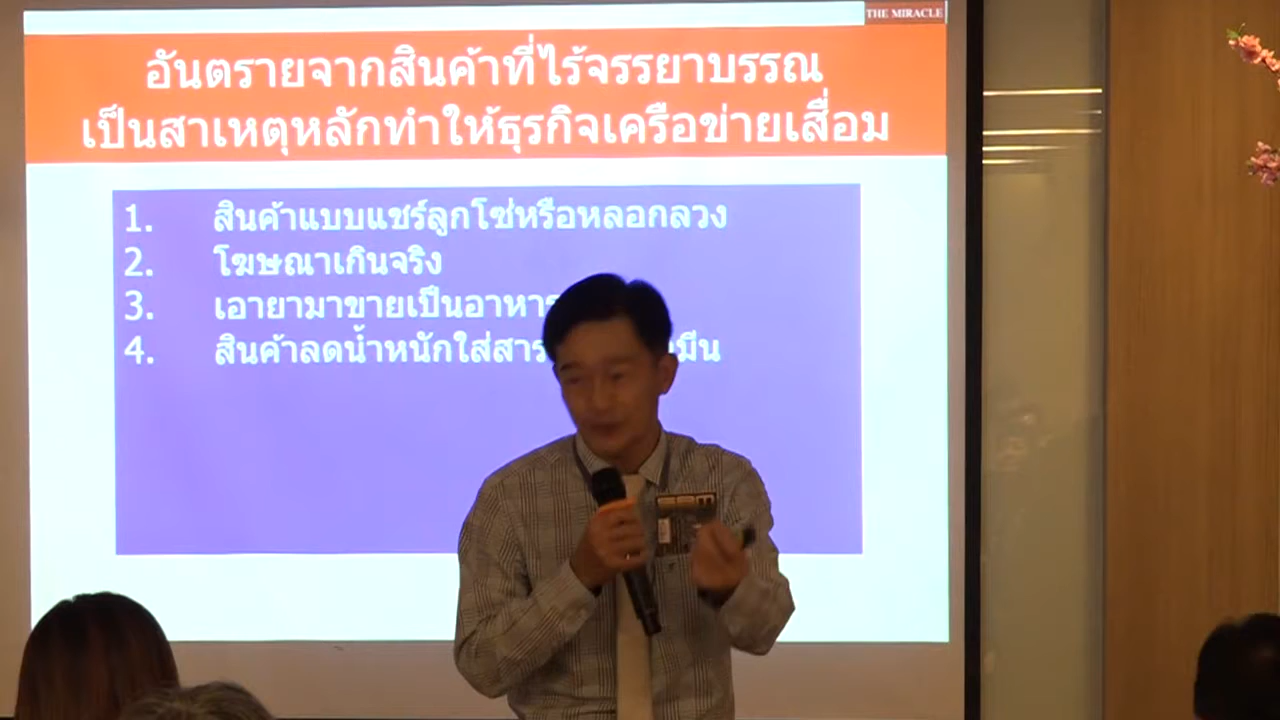 THE MIRACLE
อันตรายจากสินค้าที่ไร้จรรยาบรรณ
เป็นสาเหตุหลักทำให้ธุรกิจเครือข่ายเสื่อม
1. สินค้าแบบแชร์ลูกโซ่หรือหลอกลวง
2. โฆษณาเกินจริง
3. เอายามาขายเป็นอาหาร
4. สินค้าลดน้ำหนักใส่สาร